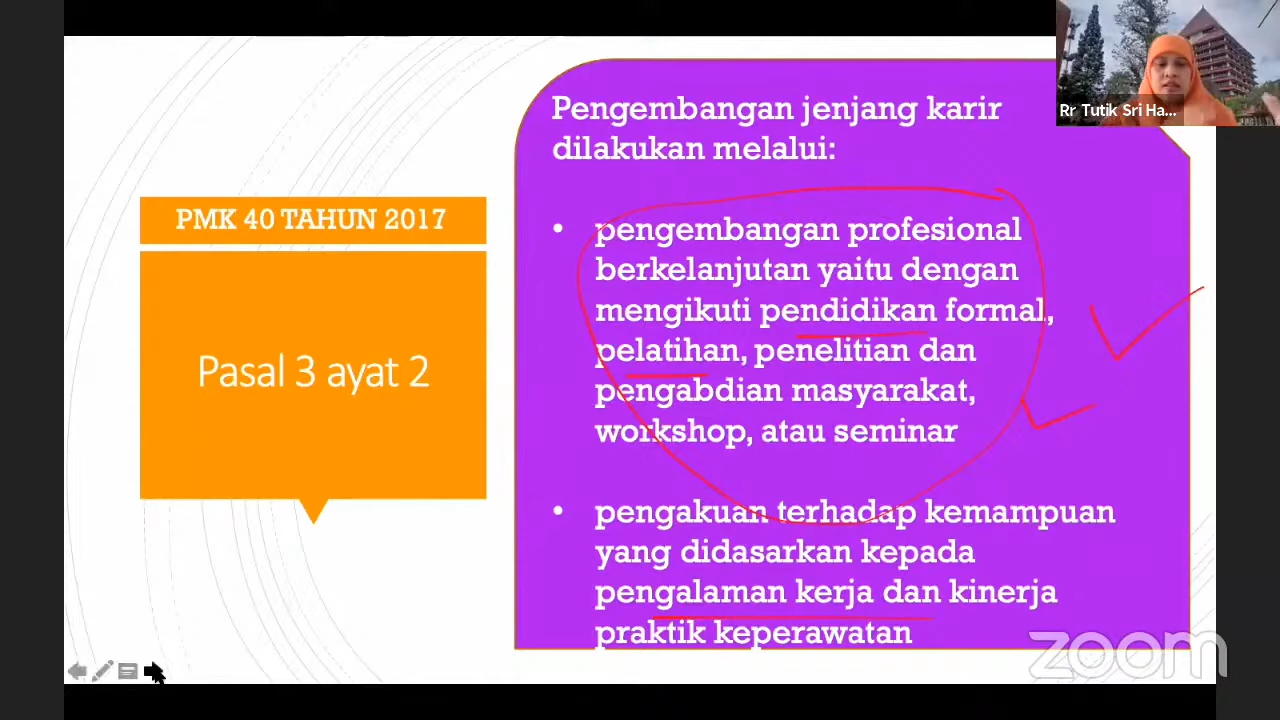 PMK 40 TAHUN 2017
Pasal 3 ayat 2
Pengembangan jenjang karir
dilakukan melalui:
• pengembangan profesional
berkelanjutan yaitu dengan
mengikuti pendidikan formal,
pelatihan, penelitian dan
pengabdian masyarakat,
workshop, atau seminar
• pengakuan terhadap kemampuan
yang didasarkan kepada
pengalaman kerja dan kinerja
praktik keperawatan
Rr Tutik Sri Ha...
zoom